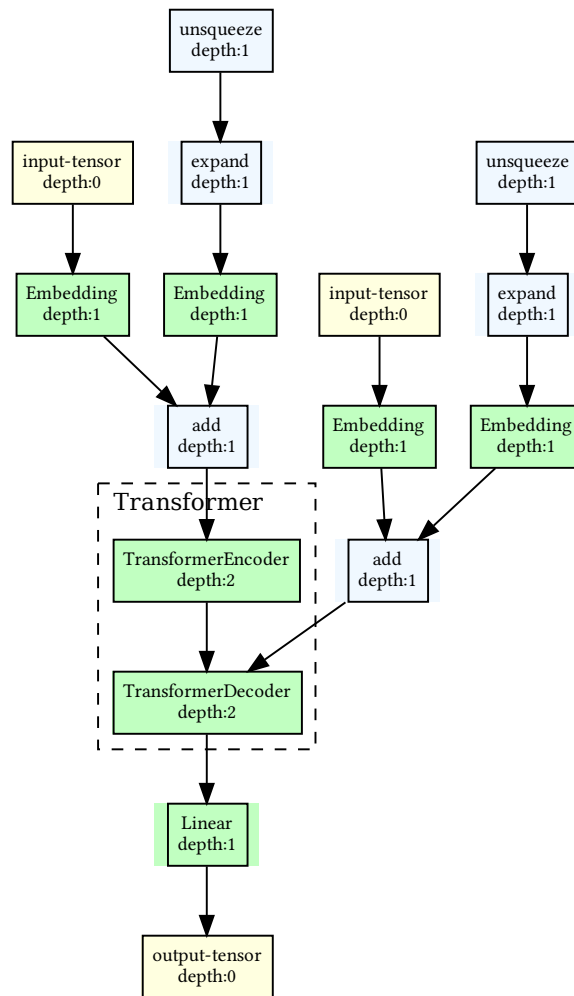 unsqueeze
depth:1
input-tensor
depth:0
expand
depth:1
unsqueeze
depth:1
Embedding
depth:1
Embedding
depth:1
input-tensor
depth:0
expand
depth:1
add
depth:1
Embedding
depth:1
Embedding
depth:1
Transformer
TransformerEncoder
depth:2
add
depth:1
TransformerDecoder
depth:2
Linear
depth:1
output-tensor
depth:0